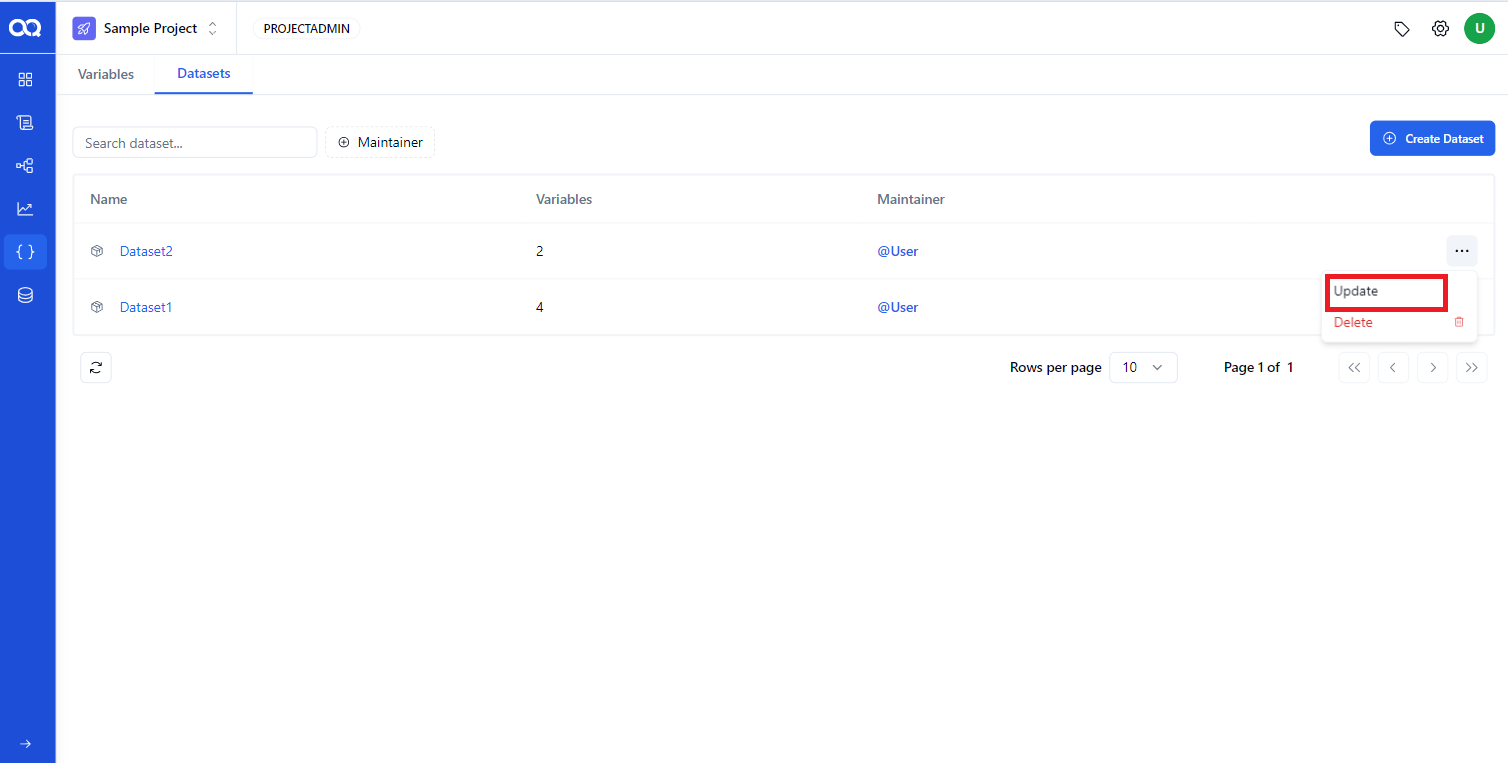 Sample Project
PROJECTADMIN
U
Variables
Datasets
Search dataset...
Maintainer
Create Dataset
Name Variables Maintainer
Dataset2 2 @User
Update
Dataset1 4 @User
Delete
Rows per page 10 Page 1 of 1